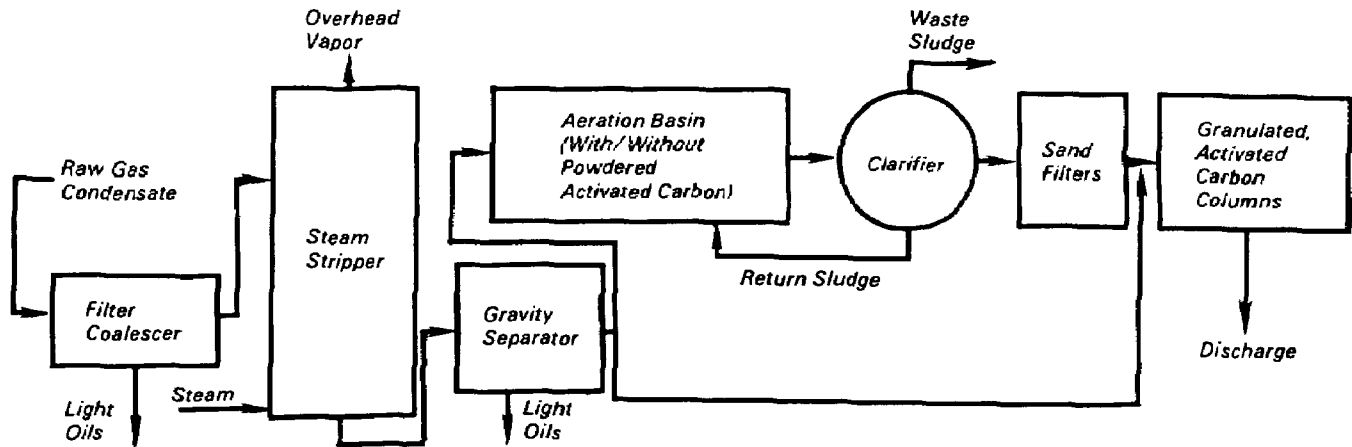 Overhead
Vapor
Waste
Sludge
Raw Gas
Condensate
Filter
Coalescer
Light
Oils
Steam
Steam
Stripper
Gravity
Separator
Light
Oils
Aeration Basin
(With/Without
Powdered
Activated Carbon)
Return Sludge
Clarifier
Sand
Filters
Granulated,
Activated
Carbon
Columns
Discharge